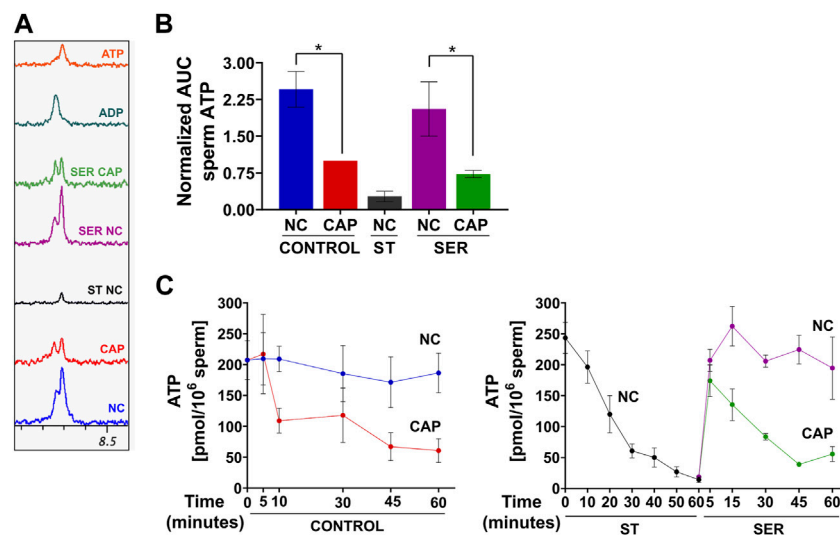 A
ATP
ADP
SER CAP
SER NC
ST NC
CAP
NC
8.5
B
Normalized AUC
sperm ATP
3.00
2.25
1.50
0.75
0.00
*
*
NC CAP NC NC CAP
CONTROL ST SER
C
ATP
[pmol/10⁶ sperm]
300
250
200
150
100
50
0
NC
CAP
Time
(minutes)
0 5 10 30 45 60
CONTROL
ATP
[pmol/10⁶ sperm]
300
250
200
150
100
50
0
NC
NC
CAP
Time
(minutes)
0 10 20 30 40 50 60 5 15 30 45 60
ST SER